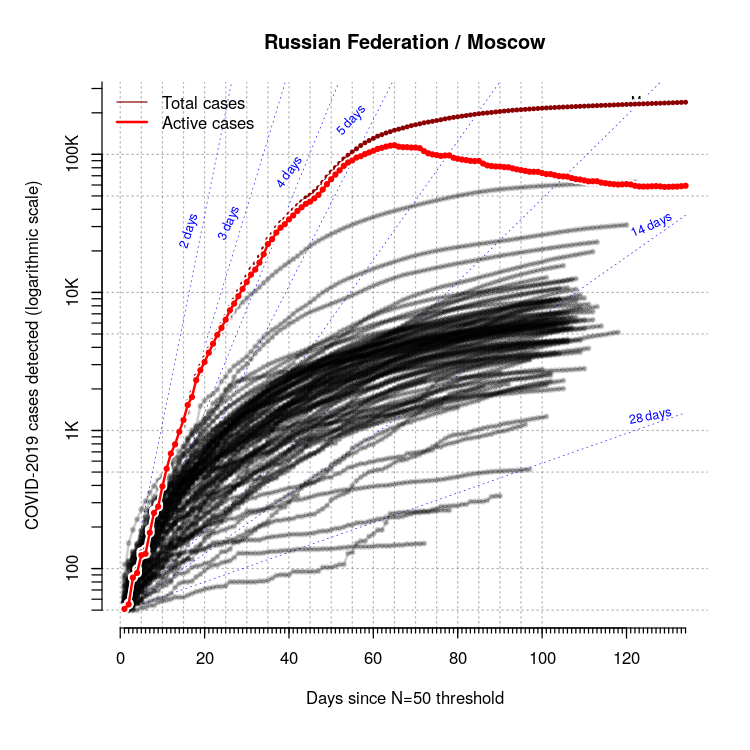 Russian Federation / Moscow
Total cases
Active cases
2 days
3 days
4 days
5 days
14 days
28 days
COVID-2019 cases detected (logarithmic scale)
100K
10K
1K
100
0 20 40 60 80 100 120
Days since N=50 threshold